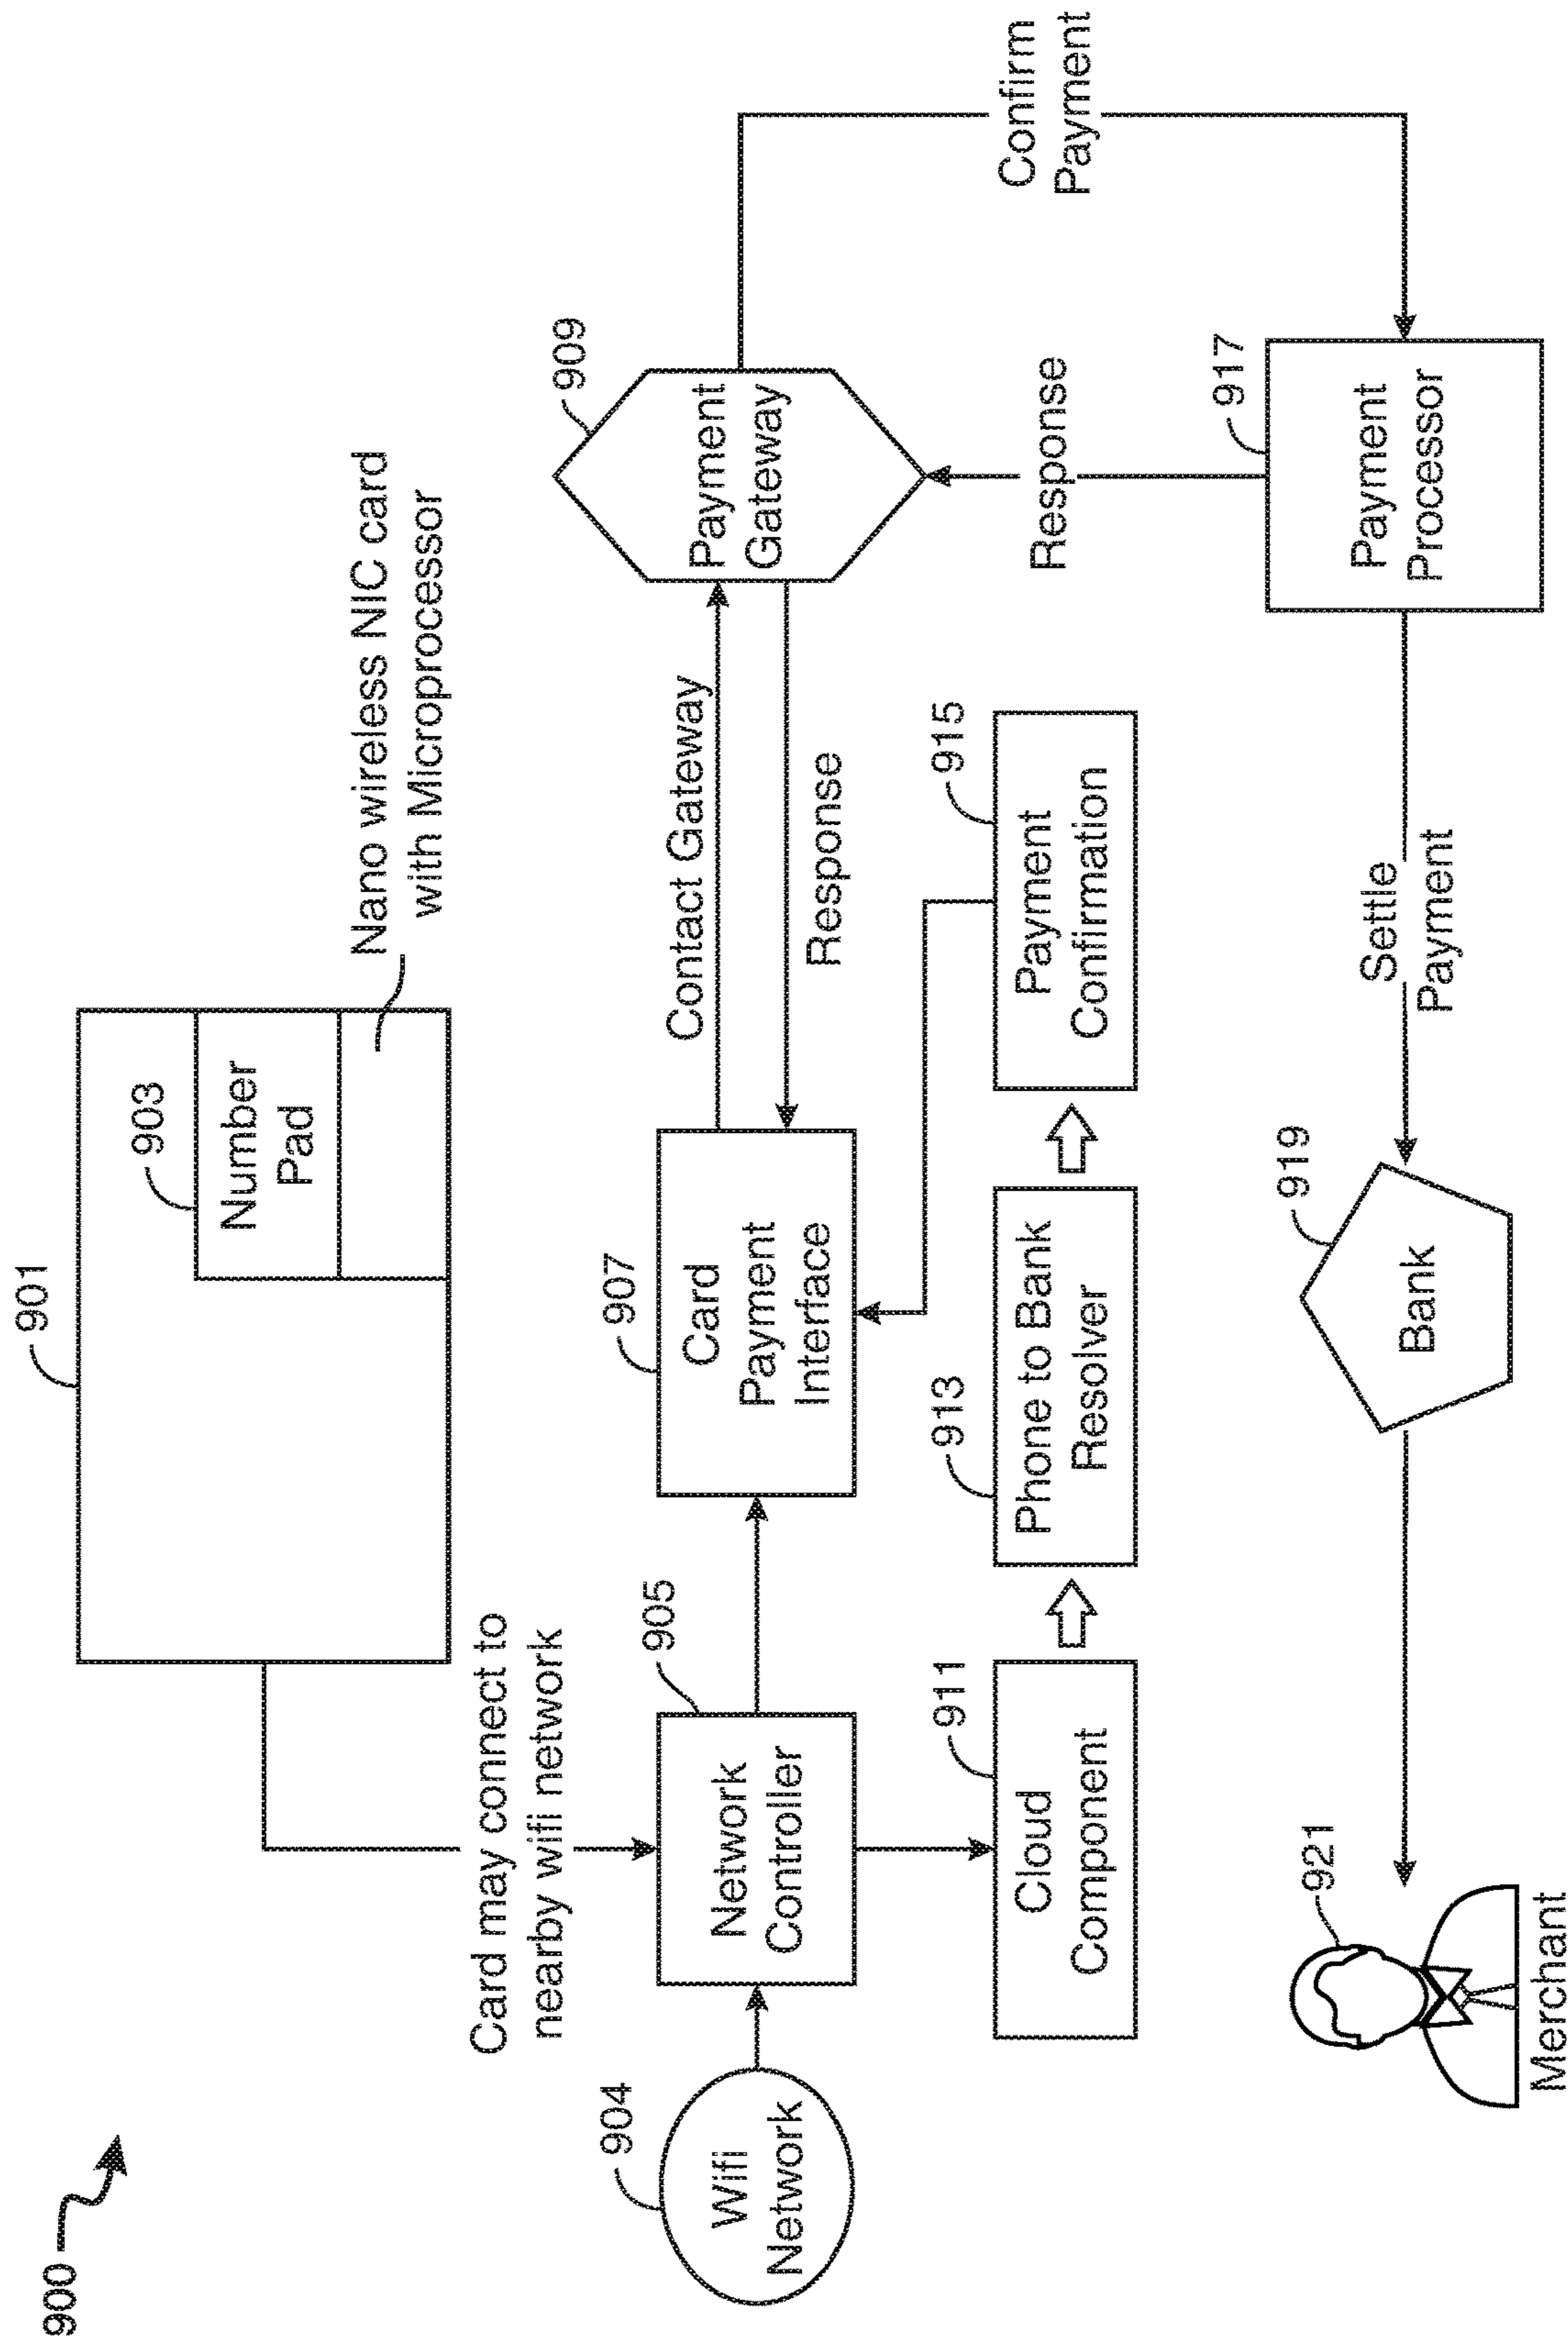 900
901
903
Number
Pad
Nano wireless NIC card
with Microprocessor
Card may connect to
nearby wifi network
904
Wifi
Network
905
Network
Controller
907
Card
Payment
Interface
Contact Gateway
Response
909
Payment
Gateway
Confirm
Payment
911
Cloud
Component
913
Phone to Bank
Resolver
915
Payment
Confirmation
Response
917
Payment
Processor
Settle
Payment
919
Bank
921
Merchant